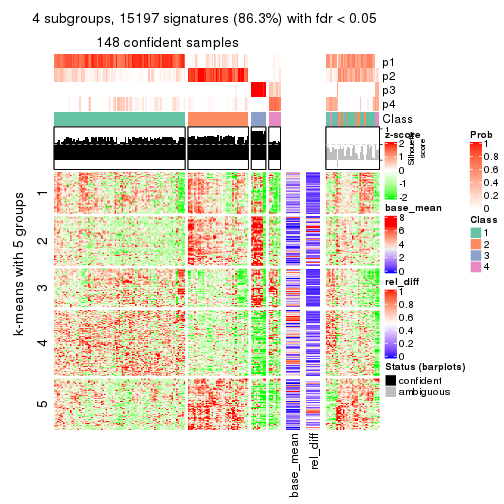 4 subgroups, 15197 signatures (86.3%) with fdr < 0.05
148 confident samples
p1
p2
p3
p4
Class
1
Silhouette
score
k-means with 5 groups
1
2
3
4
5
base_mean
rel_diff
z-score
2
1
0
-1
-2
base_mean
8
6
4
2
0
rel_diff
1
0.8
0.6
0.4
0.2
0
Status (barplots)
confident
ambiguous
Prob
1
0.8
0.6
0.4
0.2
0
Class
1
2
3
4